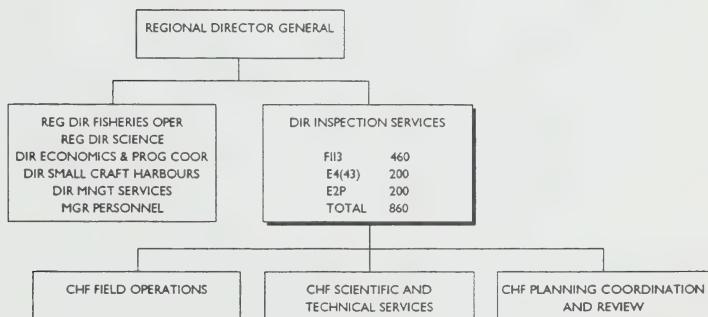 REGIONAL DIRECTOR GENERAL
REG DIR FISHERIES OPER
REG DIR SCIENCE
DIR ECONOMICS & PROG COOR
DIR SMALL CRAFT HARBOURS
DIR MNGT SERVICES
MGR PERSONNEL
DIR INSPECTION SERVICES
FII3 460
E4(43) 200
E2P 200
TOTAL 860
CHF FIELD OPERATIONS
CHF SCIENTIFIC AND
TECHNICAL SERVICES
CHF PLANNING COORDINATION
AND REVIEW